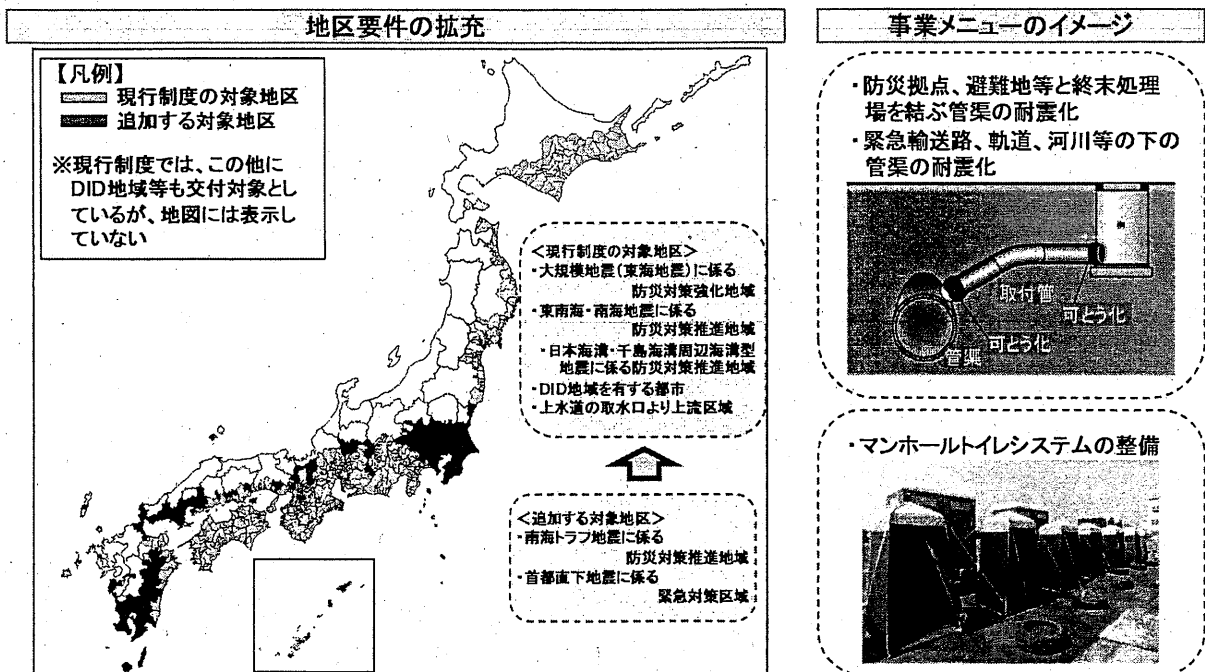 地区要件の拡充
【凡例】
現行制度の対象地区
追加する対象地区
※現行制度では、この他に
DID地域等も交付対象とし
ているが、地図には表示し
ていない
<現行制度の対象地区>
・大規模地震(東海地震)に係る
防災対策強化地域
・東南海・南海地震に係る
防災対策推進地域
・日本海溝・千島海溝周辺海溝型
地震に係る防災対策推進地域
・DID地域を有する都市
・上水道の取水口より上流区域
<追加する対象地区>
・南海トラフ地震に係る
防災対策推進地域
・首都直下地震に係る
緊急対策区域
事業メニューのイメージ
・防災拠点、避難地等と終末処理
場を結ぶ管渠の耐震化
・緊急輸送路、軌道、河川等の下の
管渠の耐震化
取付管
可とう化
可とう化
管渠
・マンホールトイレシステムの整備